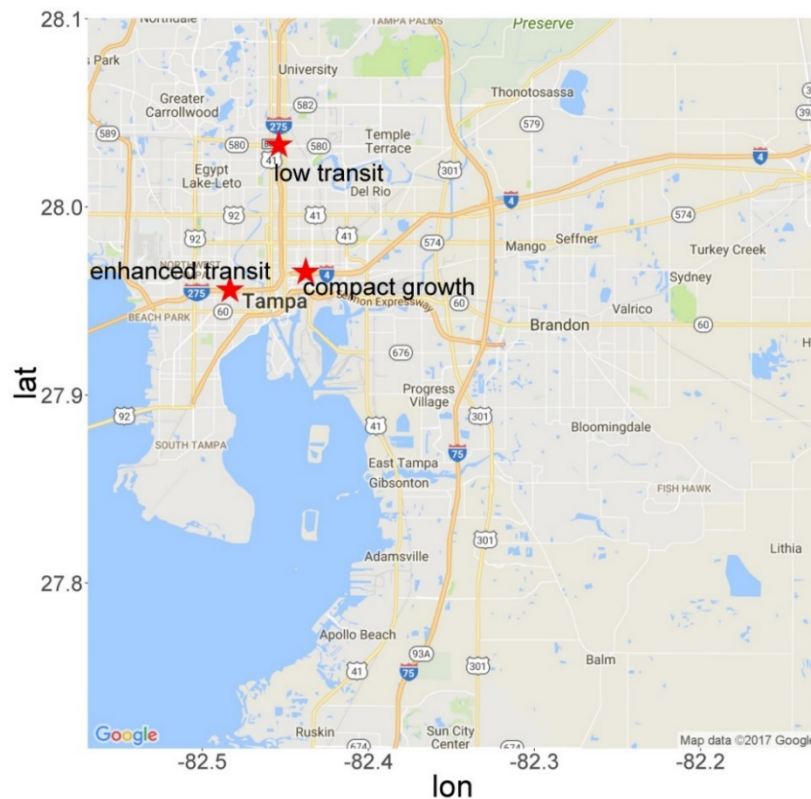 28.1
Northdale
TAMPA PALMS
Preserve
s Park
University
Greater
Carrollwood
582
Thonotosassa
589
275
579
580
580
Temple
Terrace
41
low transit
Egypt
Lake-Leto
301
4
Del Rio
4
28.0
92
92
41
41
574
574
Mango
Seffner
Turkey Creek
enhanced transit
4
compact growth
Sydney
275
Tampa
60
Valrico
BEACH PARK
60
Brandon
60
676
lat
27.9
92
Progress
Village
301
41
SOUTH TAMPA
75
Bloomingdale
East Tampa
Gibsonton
FISH HAWK
301
Adamsville
Lithia
27.8
Apollo Beach
93A
41
75
301
Balm
Ruskin
Sun City
Center
674
674
Google
Map data ©2017 Google
-82.5
-82.4
-82.3
-82.2
lon